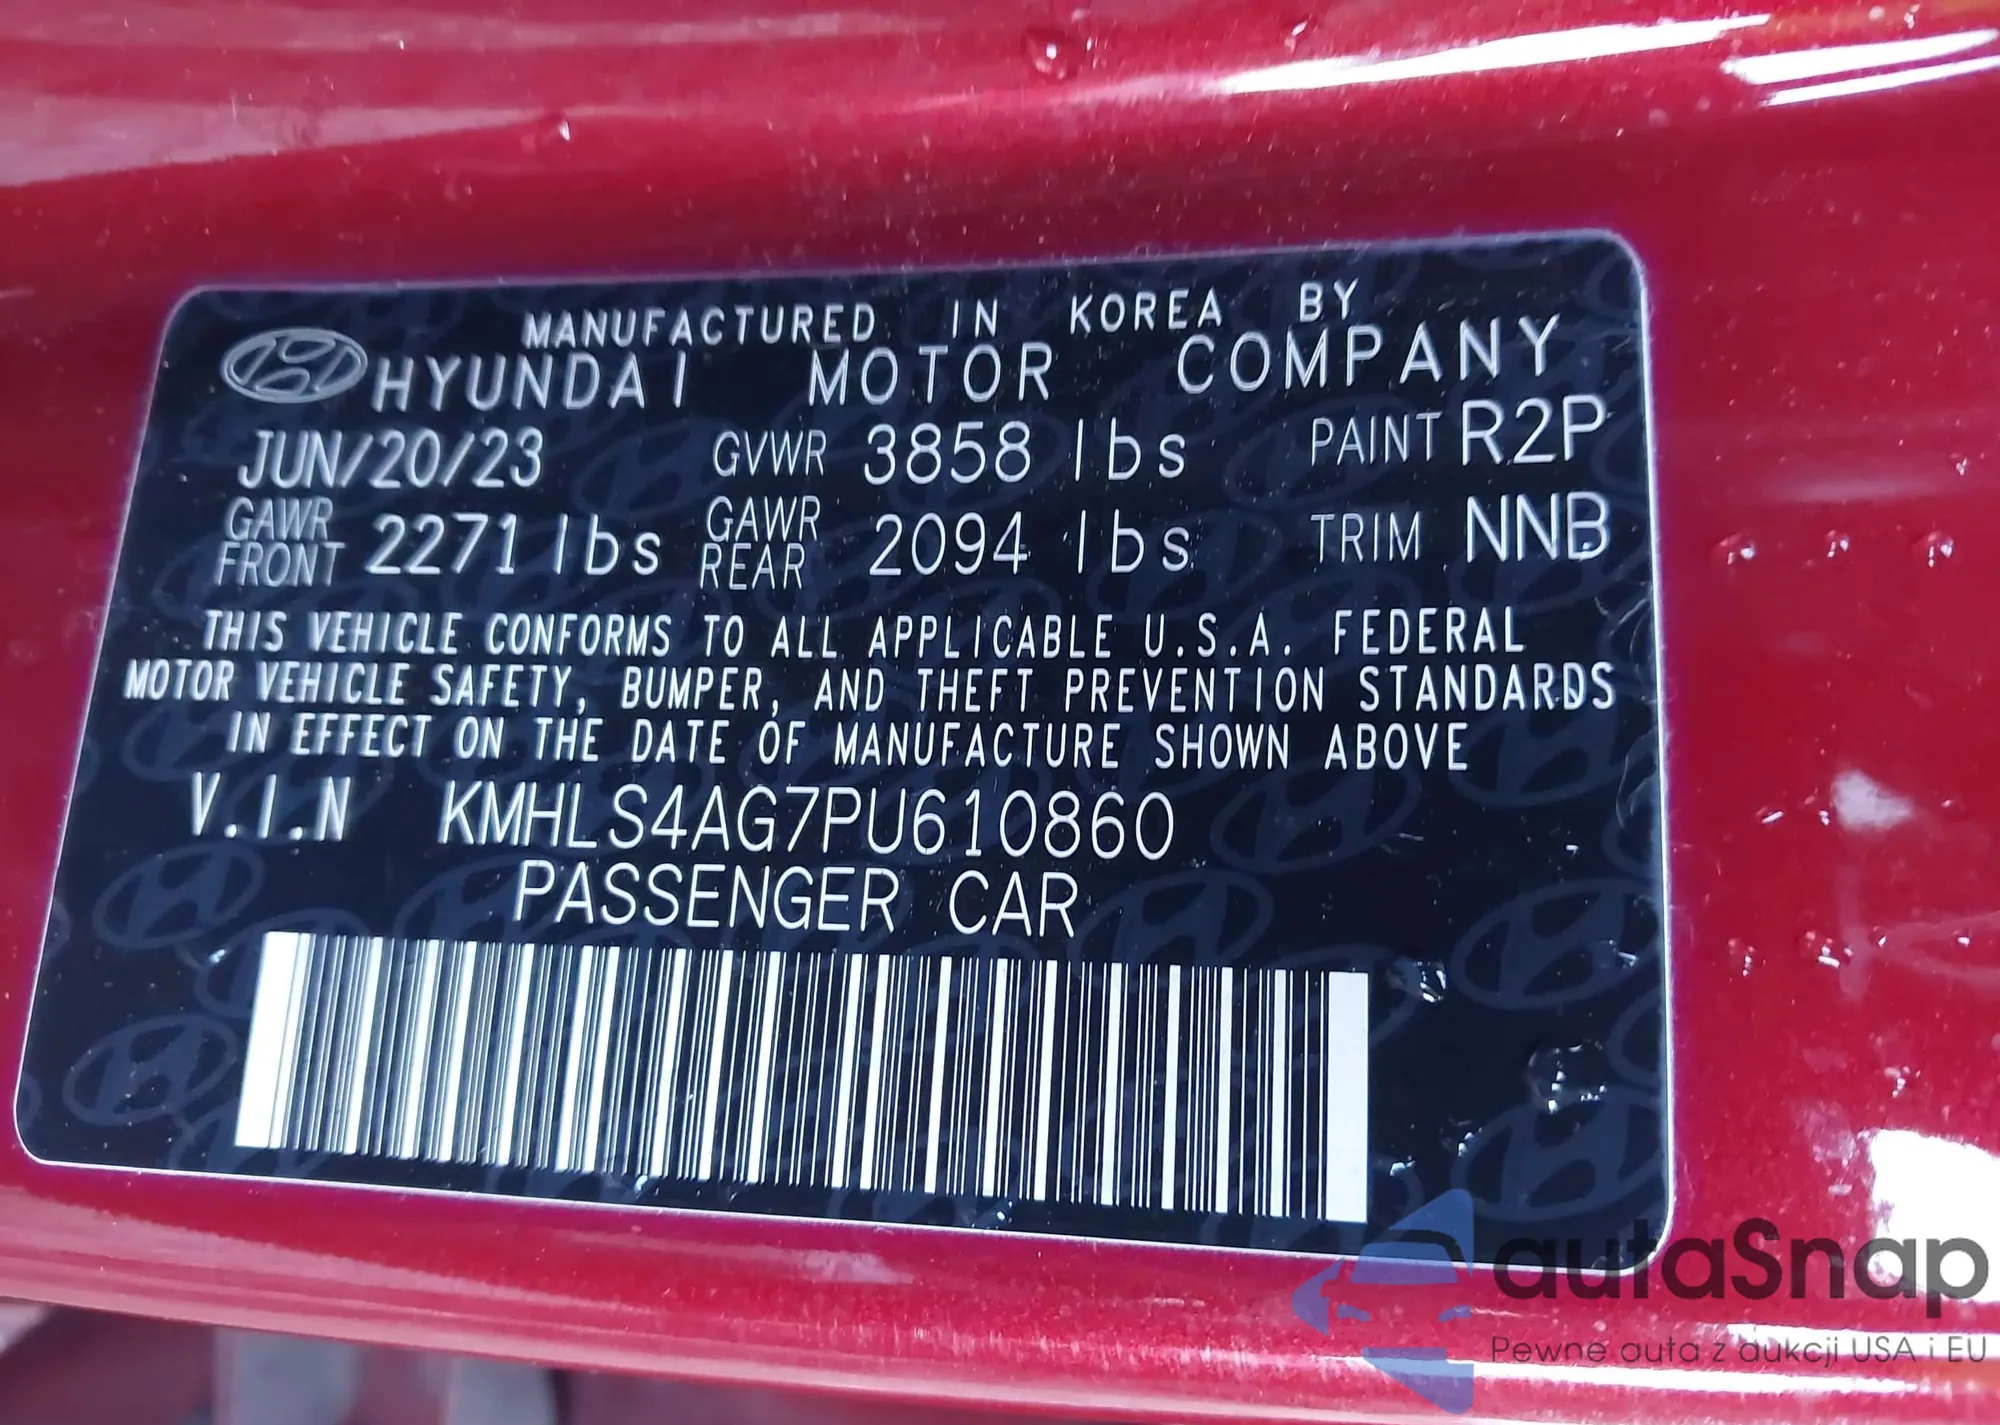 MANUFACTURED IN KOREA BY
HYUNDAI MOTOR COMPANY
JUN/20/23 GVWR 3858 lbs PAINT R2P
GAWR FRONT 2271 lbs GAWR REAR 2094 lbs TRIM NNB
THIS VEHICLE CONFORMS TO ALL APPLICABLE U.S.A. FEDERAL
MOTOR VEHICLE SAFETY, BUMPER, AND THEFT PREVENTION STANDARDS
IN EFFECT ON THE DATE OF MANUFACTURE SHOWN ABOVE
V.I.N KMHLS4AG7PU610860
PASSENGER CAR
autaSnap
Pewne auta z aukcji USA i EU